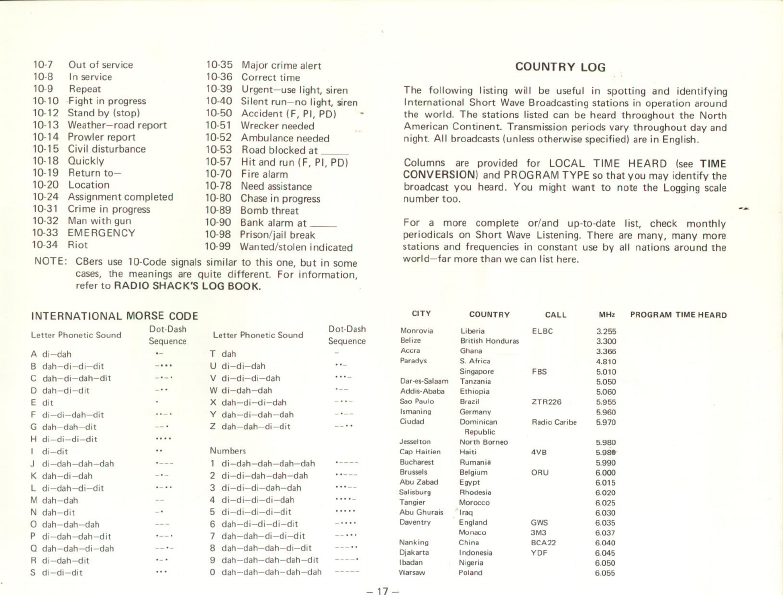 10-7 Out of service
10-8 In service
10-9 Repeat
10-10 Fight in progress
10-12 Stand by (stop)
10-13 Weather—road report
10-14 Prowler report
10-15 Civil disturbance
10-18 Quickly
10-19 Return to—
10-20 Location
10-24 Assignment completed
10-31 Crime in progress
10-32 Man with gun
10-33 EMERGENCY
10-34 Riot
10-35 Major crime alert
10-36 Correct time
10-39 Urgent—use light, siren
10-40 Silent run—no light, siren
10-50 Accident (F, PI, PD)
10-51 Wrecker needed
10-52 Ambulance needed
10-53 Road blocked at _____
10-57 Hit and run (F, PI, PD)
10-70 Fire alarm
10-78 Need assistance
10-80 Chase in progress
10-89 Bomb threat
10-90 Bank alarm at _____
10-98 Prison/jail break
10-99 Wanted/stolen indicated
NOTE: CBers use 10-Code signals similar to this one, but in some
cases, the meanings are quite different. For information,
refer to RADIO SHACK'S LOG BOOK.
INTERNATIONAL MORSE CODE
Letter Phonetic Sound Dot-Dash Sequence
A di—dah •–
B dah—di—di—dit –•••
C dah—di—dah—dit –•–•
D dah—di—dit –••
E dit •
F di—di—dah—dit ••–•
G dah—dah—dit ––•
H di—di—di—dit ••••
I di—dit ••
J di—dah—dah—dah •–––
K dah—di—dah –•–
L di—dah—di—dit •–••
M dah—dah ––
N dah—dit –•
O dah—dah—dah –––
P di—dah—dah—dit •––•
Q dah—dah—di—dah ––•–
R di—dah—dit •–•
S di—di—dit •••
Letter Phonetic Sound Dot-Dash Sequence
T dah –
U di—di—dah ••–
V di—di—di—dah •••–
W di—dah—dah •––
X dah—di—di—dah –••–
Y dah—di—dah—dah –•––
Z dah—dah—di—dit ––••
Numbers
1 di—dah—dah—dah—dah •––––
2 di—di—dah—dah—dah ••–––
3 di—di—di—dah—dah •••––
4 di—di—di—di—dah ••••–
5 di—di—di—di—dit •••••
6 dah—di—di—di—dit –••••
7 dah—dah—di—di—dit ––•••
8 dah—dah—dah—di—dit –––••
9 dah—dah—dah—dah—dit ––––•
0 dah—dah—dah—dah—dah –––––
COUNTRY LOG
The following listing will be useful in spotting and identifying
International Short Wave Broadcasting stations in operation around
the world. The stations listed can be heard throughout the North
American Continent. Transmission periods vary throughout day and
night. All broadcasts (unless otherwise specified) are in English.
Columns are provided for LOCAL TIME HEARD (see TIME
CONVERSION) and PROGRAM TYPE so that you may identify the
broadcast you heard. You might want to note the Logging scale
number too.
For a more complete or/and up-to-date list, check monthly
periodicals on Short Wave Listening. There are many, many more
stations and frequencies in constant use by all nations around the
world—far more than we can list here.
CITY COUNTRY CALL MHz PROGRAM TIME HEARD
Monrovia Liberia ELBC 3.255
Belize British Honduras 3.300
Accra Ghana 3.366
Paradys S. Africa 4.810
Singapore FBS 5.010
Dar-es-Salaam Tanzania 5.050
Addis-Ababa Ethiopia 5.060
Sao Paulo Brazil ZTR226 5.955
Ismaning Germany 5.960
Ciudad Dominican Radio Caribe 5.970
Republic
Jesselton North Borneo 5.980
Cap Haitien Haiti 4VB 5.980
Bucharest Rumania 5.990
Brussels Belgium ORU 6.000
Abu Zabad Egypt 6.015
Salisburg Rhodesia 6.020
Tangier Morocco 6.025
Abu Ghurais Iraq 6.030
Daventry England GWS 6.035
Monaco 3M3 6.037
Nanking China BCA22 6.040
Djakarta Indonesia YDF 6.045
Ibadan Nigeria 6.050
Warsaw Poland 6.055
– 17 –